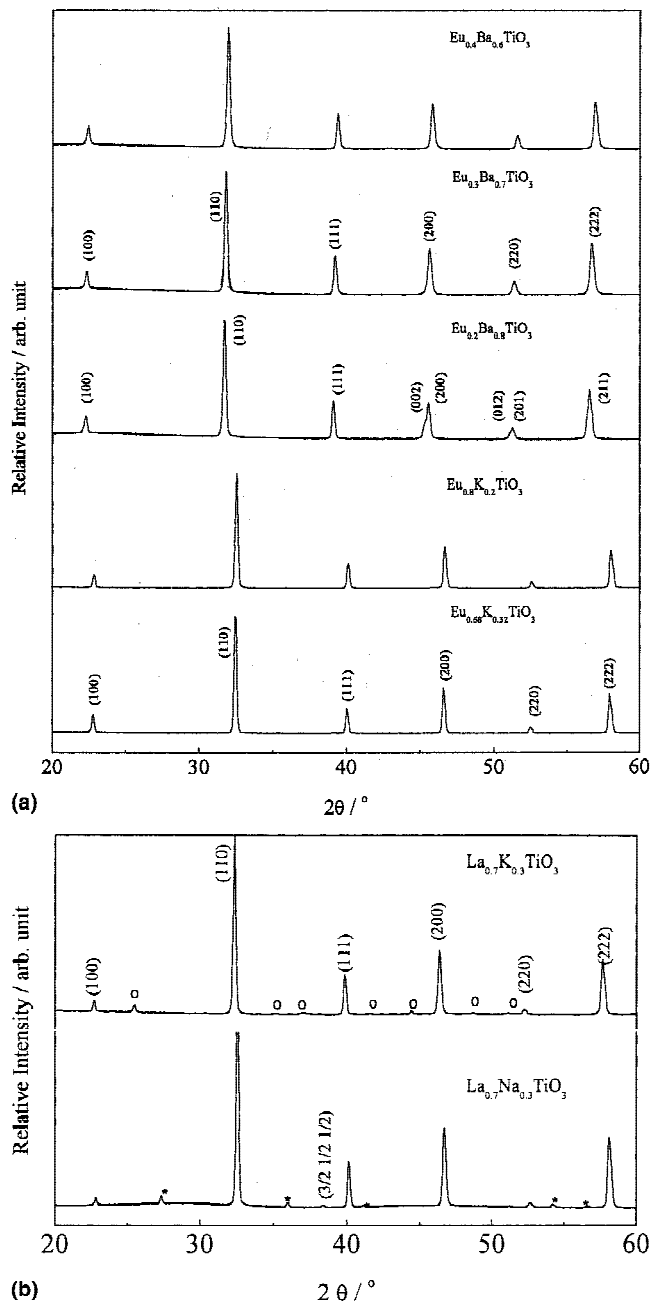 Eu0.4Ba0.6TiO3
Eu0.3Ba0.7TiO3
(100)
(110)
(111)
(200)
(220)
(222)
Eu0.2Ba0.8TiO3
(100)
(110)
(111)
(002)
(200)
(012)
(201)
(211)
Eu0.8K0.2TiO3
Eu0.68K0.32TiO3
(100)
(110)
(111)
(200)
(220)
(222)
Relative Intensity / arb. unit
20 30 40 50 60
(a)
2θ / °
La0.7K0.3TiO3
(100)
o
(110)
o o
(111)
o o
(200)
o o
(220)
(222)
La0.7Na0.3TiO3
*
*
*
(3/2 1/2 1/2)
*
*
*
Relative Intensity / arb. unit
20 30 40 50 60
(b)
2 θ / °